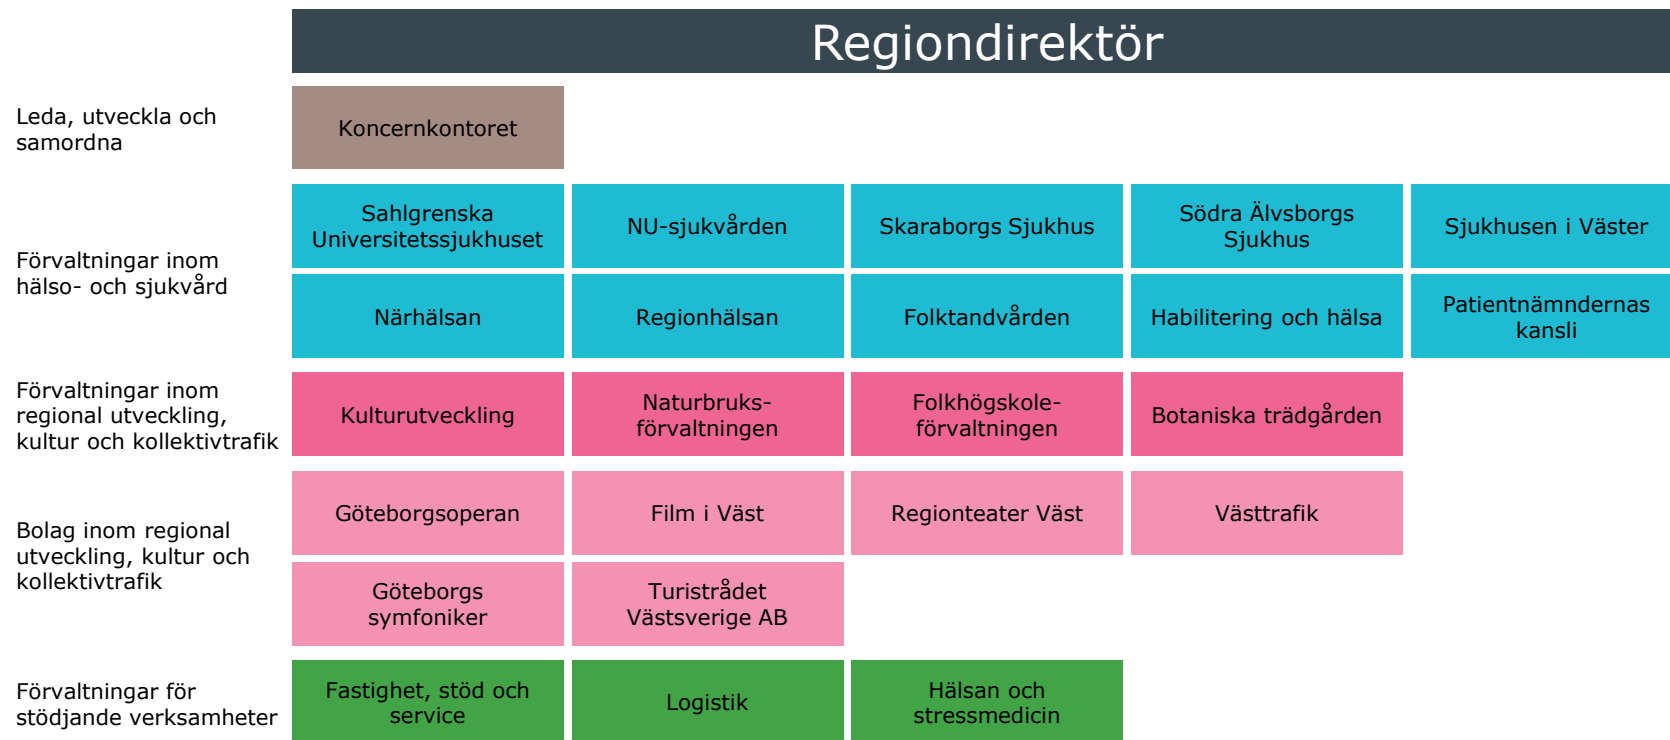 Regiondirektör
Leda, utveckla och
samordna
Koncernkontoret
Förvaltningar inom
hälso- och sjukvård
Sahlgrenska
Universitetssjukhuset
NU-sjukvården
Skaraborgs Sjukhus
Södra Älvsborgs
Sjukhus
Sjukhusen i Väster
Närhälsan
Regionhälsan
Folktandvården
Habilitering och hälsa
Patientnämndernas
kansli
Förvaltningar inom
regional utveckling,
kultur och kollektivtrafik
Kulturutveckling
Naturbruks-
förvaltningen
Folkhögskole-
förvaltningen
Botaniska trädgården
Bolag inom regional
utveckling, kultur och
kollektivtrafik
Göteborgsoperan
Film i Väst
Regionteater Väst
Västtrafik
Göteborgs
symfoniker
Turistrådet
Västsverige AB
Förvaltningar för
stödjande verksamheter
Fastighet, stöd och
service
Logistik
Hälsan och
stressmedicin